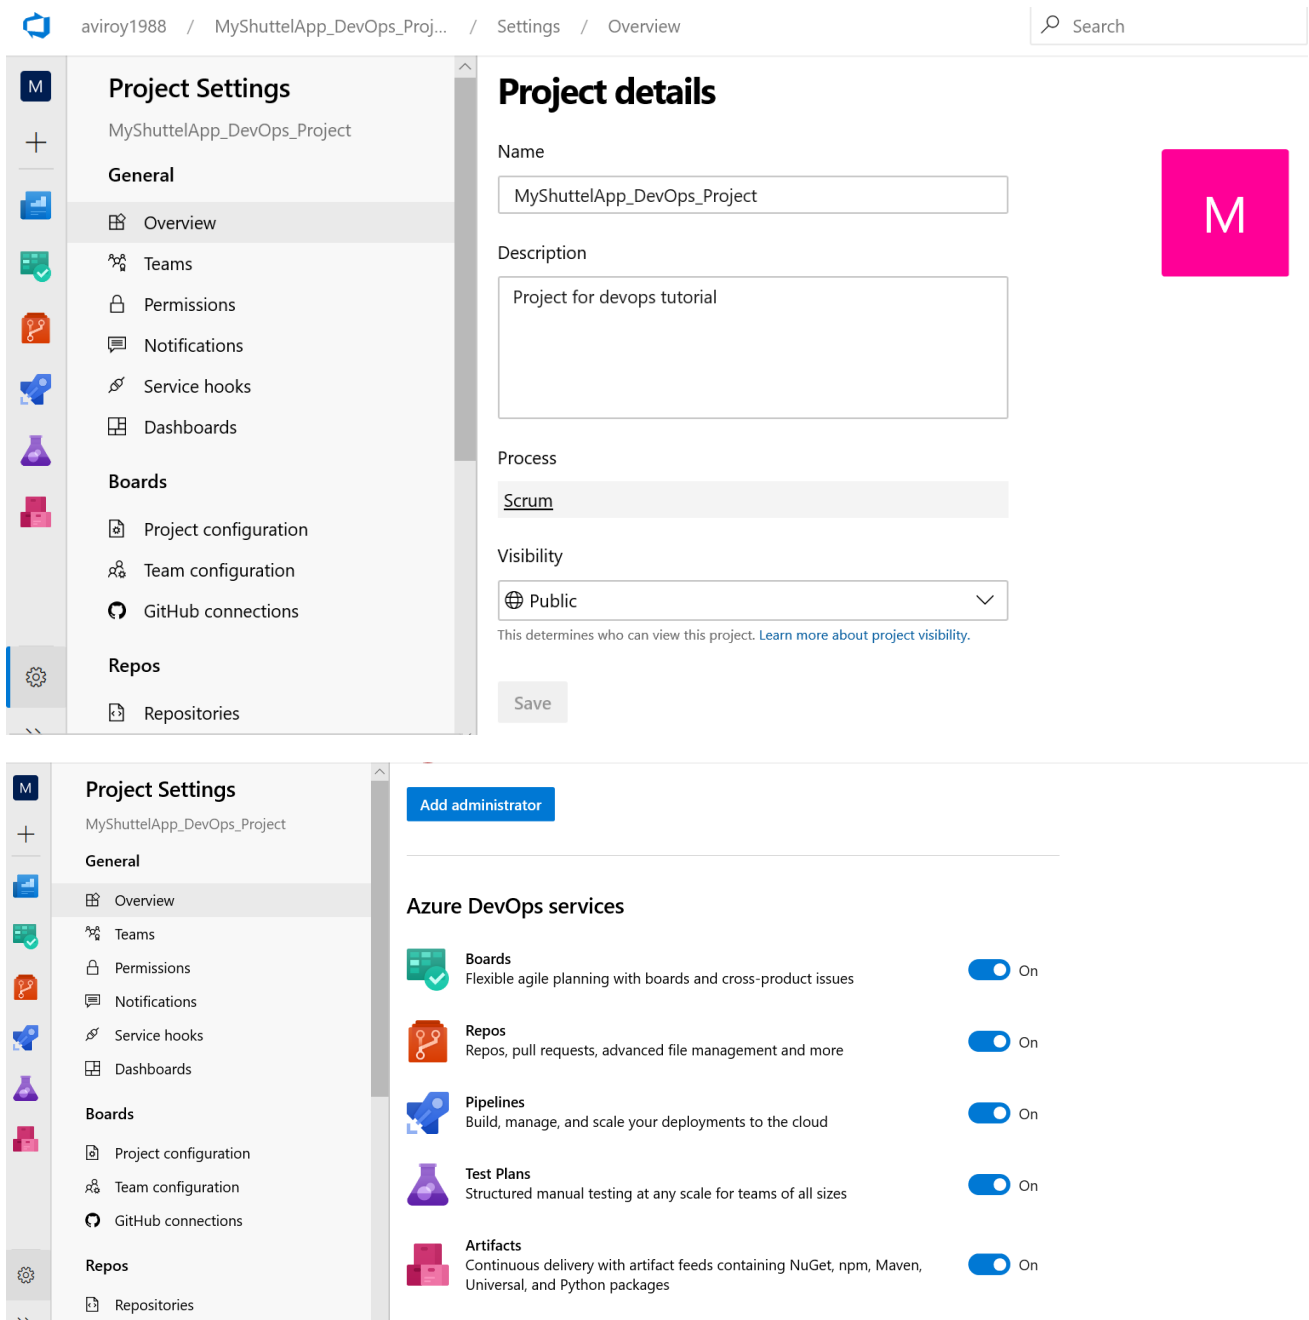 aviroy1988 / MyShuttelApp_DevOps_Proj... / Settings / Overview
Search
M
Project Settings
MyShuttelApp_DevOps_Project
General
Overview
Teams
Permissions
Notifications
Service hooks
Dashboards
Boards
Project configuration
Team configuration
GitHub connections
Repos
Repositories
Project details
Name
MyShuttelApp_DevOps_Project
M
Description
Project for devops tutorial
Process
Scrum
Visibility
Public
This determines who can view this project. Learn more about project visibility.
Save
M
Project Settings
MyShuttelApp_DevOps_Project
General
Overview
Teams
Permissions
Notifications
Service hooks
Dashboards
Boards
Project configuration
Team configuration
GitHub connections
Repos
Repositories
Add administrator
Azure DevOps services
Boards
Flexible agile planning with boards and cross-product issues
On
Repos
Repos, pull requests, advanced file management and more
On
Pipelines
Build, manage, and scale your deployments to the cloud
On
Test Plans
Structured manual testing at any scale for teams of all sizes
On
Artifacts
Continuous delivery with artifact feeds containing NuGet, npm, Maven,
Universal, and Python packages
On